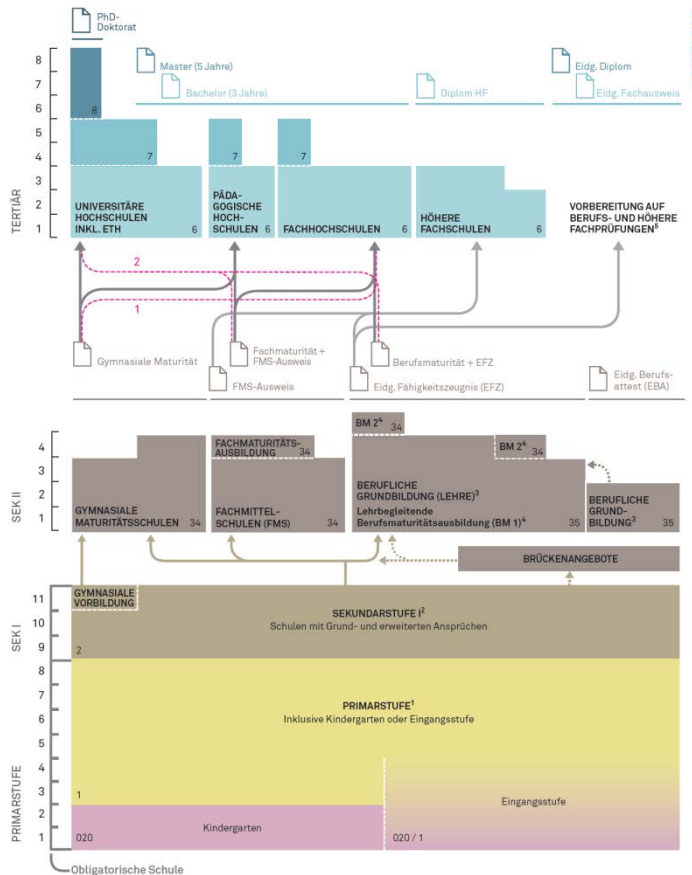 PhD-
Doktorat
Master (5 Jahre)
Bachelor (3 Jahre)
Diplom HF
Eidg. Diplom
Eidg. Fachausweis
TERTIÄR
8
7
6
5
4
3
2
1
8
7
7
7
UNIVERSITÄRE
HOCHSCHULEN
INKL. ETH 6
PÄDA-
GOGISCHE
HOCH-
SCHULEN 6
FACHHOCHSCHULEN 6
HÖHERE
FACHSCHULEN 6
VORBEREITUNG AUF
BERUFS- UND HÖHERE
FACHPRÜFUNGEN⁵
2
1
Gymnasiale Maturität
Fachmaturität +
FMS-Ausweis
FMS-Ausweis
Berufsmaturität + EFZ
Eidg. Fähigkeitszeugnis (EFZ)
Eidg. Berufs-
attest (EBA)
SEK II
4
3
2
1
GYMNASIALE
MATURITÄTSSCHULEN 34
FACHMATURITÄTS-
AUSBILDUNG 34
FACHMITTEL-
SCHULEN (FMS) 34
BM 2⁴ 34
BM 2⁴ 34
BERUFLICHE
GRUNDBILDUNG (LEHRE)³
Lehrbegleitende
Berufsmaturitätsausbildung (BM 1)⁴ 35
BERUFLICHE
GRUND-
BILDUNG³ 35
BRÜCKENANGEBOTE
SEK I
11
10
9
GYMNASIALE
VORBILDUNG
SEKUNDARSTUFE I²
Schulen mit Grund- und erweiterten Ansprüchen
2
PRIMARSTUFE
8
7
6
5
4
3
2
1
PRIMARSTUFE¹
Inklusive Kindergarten oder Eingangsstufe
1
Kindergarten
020
Eingangsstufe
020 / 1
Obligatorische Schule